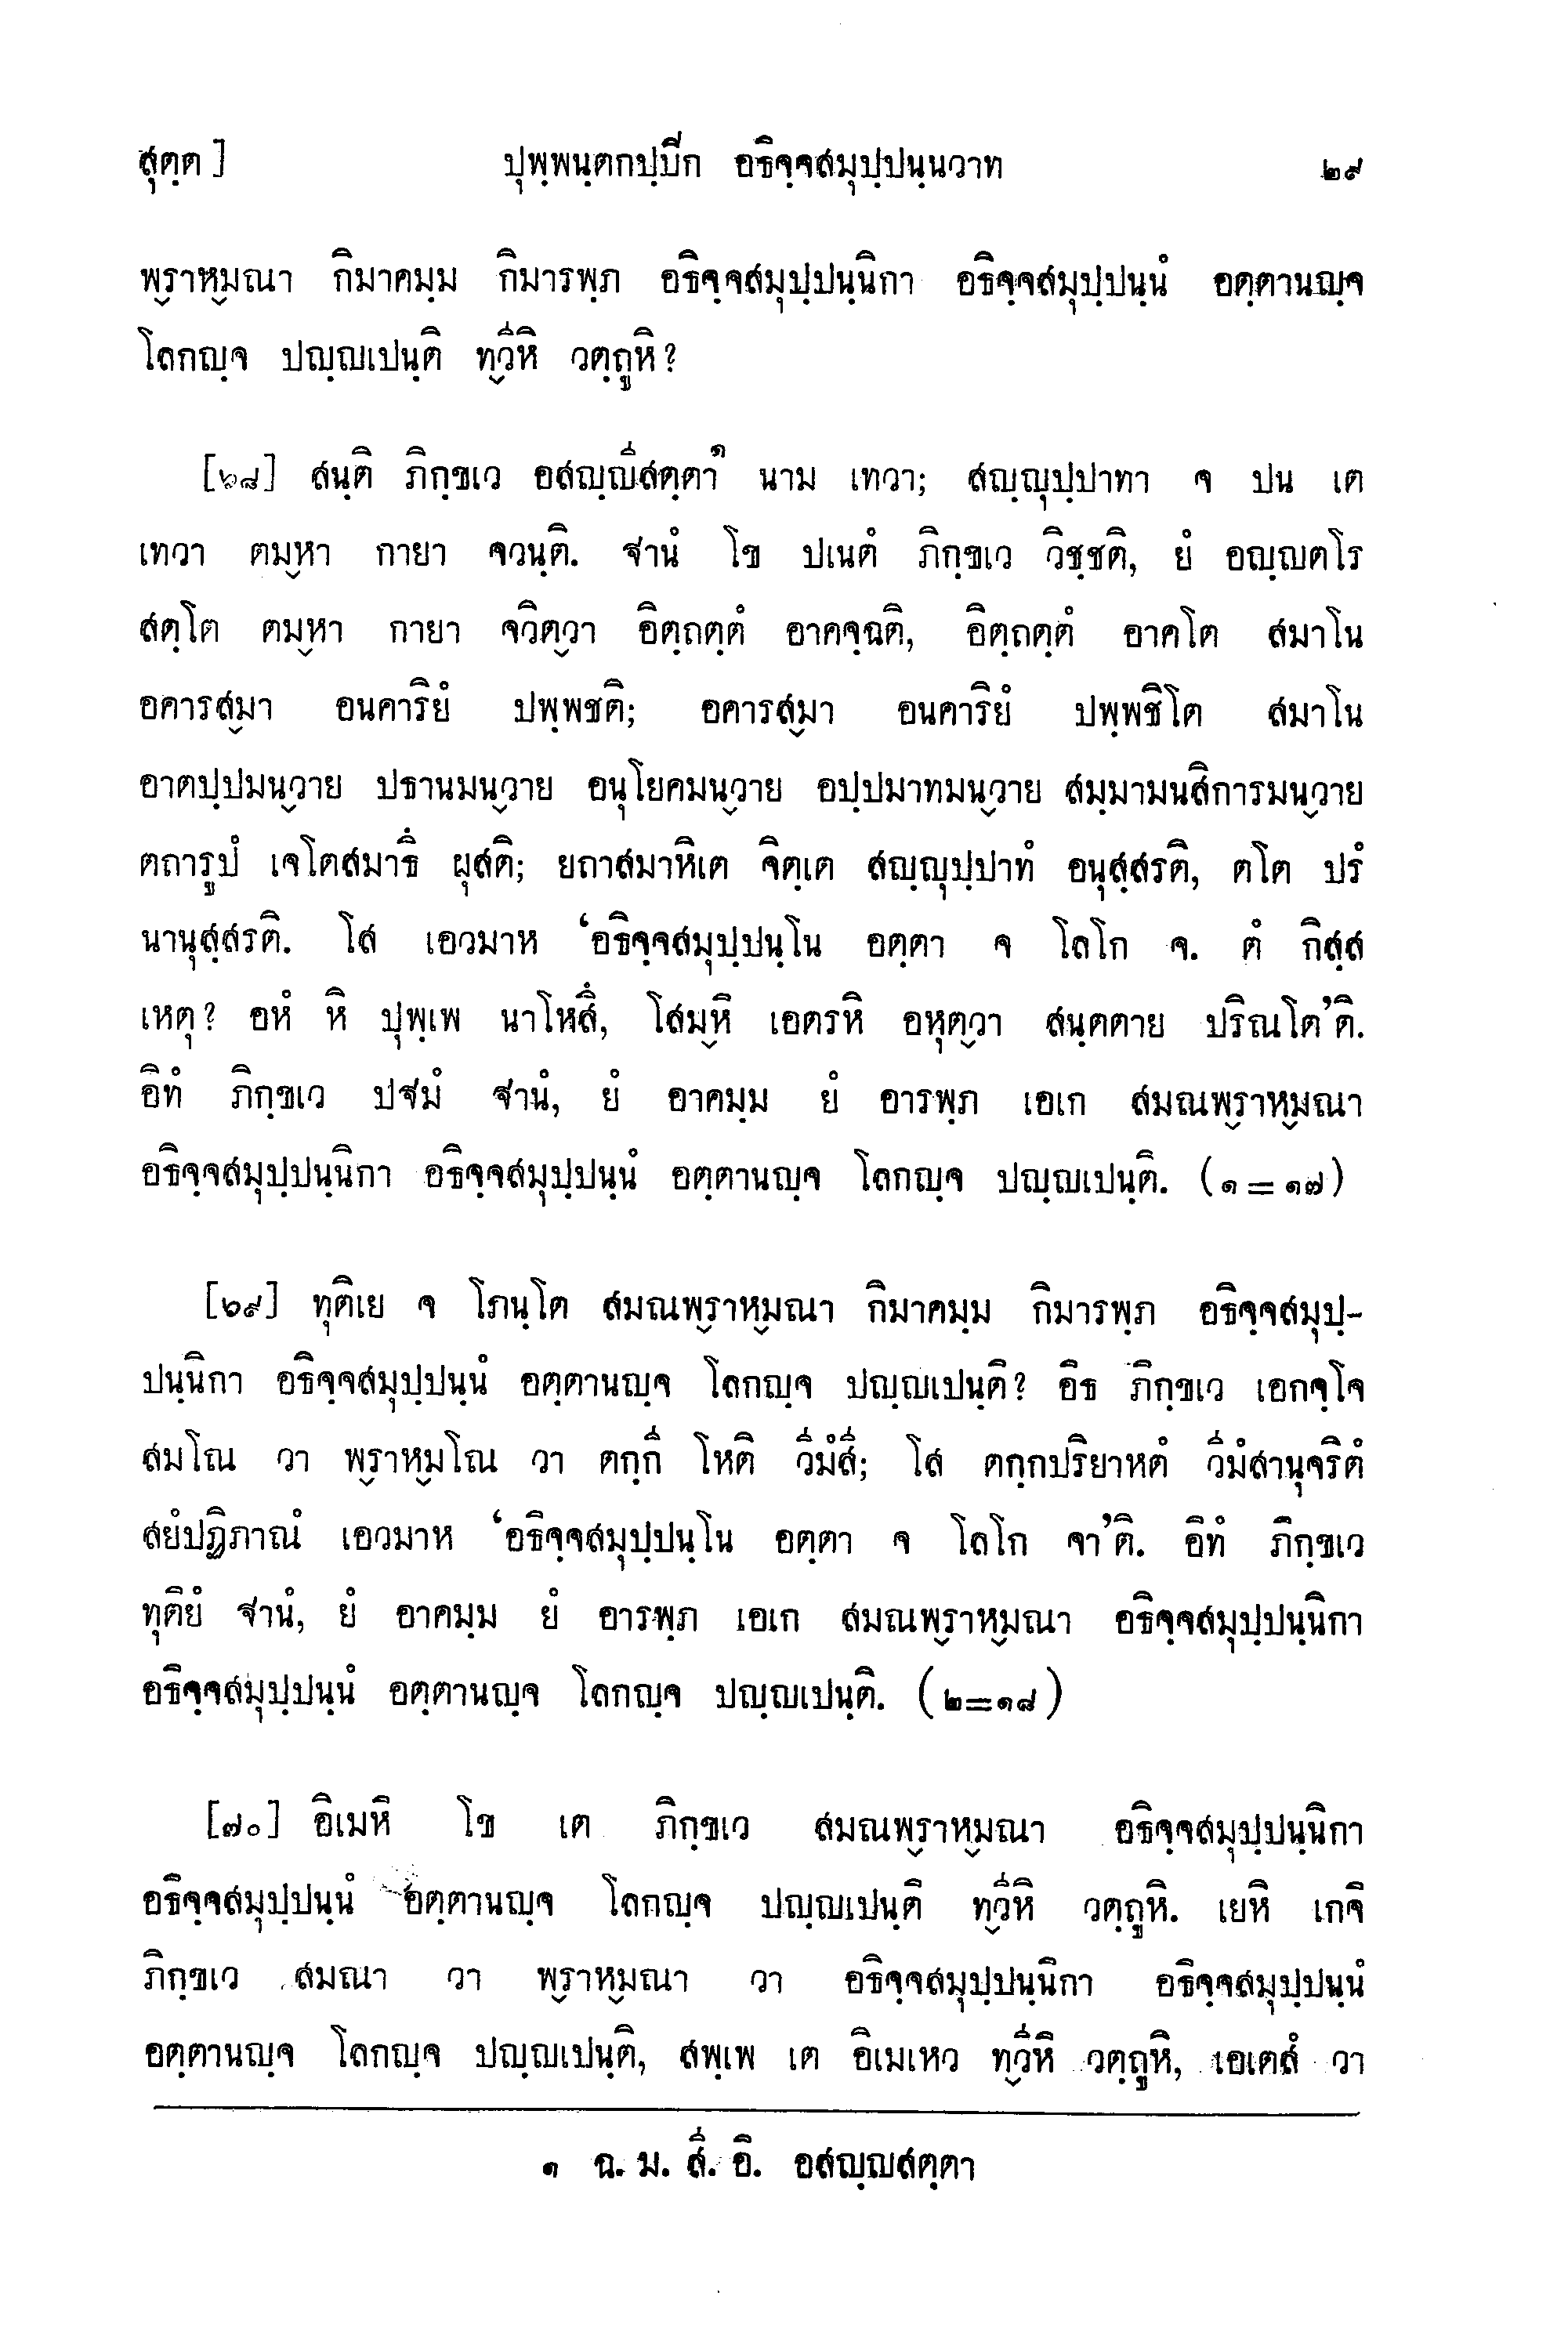 สุตฺต]	ปุพฺพนฺตกปฺปิก อธิจฺจสมุปฺปนฺนวาท	๒๙
พฺราหฺมณา กิมาคมฺม กิมารพฺภ อธิจฺจสมุปฺปนฺนิกา อธิจฺจสมุปฺปนฺนํ อตฺตานญฺจ
โลกญฺจ ปญฺญเปนฺติ ทฺวีหิ วตฺถูหิ?
[๖๘] สนฺติ ภิกฺขเว อสญฺญีสตฺตา๑ นาม เทวา; สญฺญุปฺปาทา จ ปน เต
เทวา ตมฺหา กายา จวนฺติ. ฐานํ โข ปเนตํ ภิกฺขเว วิชฺชติ, ยํ อญฺญตโร
สตฺโต ตมฺหา กายา จวิตฺวา อิตฺถตฺตํ อาคจฺฉติ, อิตฺถตฺตํ อาคโต สมาโน
อคารสฺมา อนคาริยํ ปพฺพชติ; อคารสฺมา อนคาริยํ ปพฺพชิโต สมาโน
อาตปฺปมนฺวาย ปธานมนฺวาย อนุโยคมนฺวาย อปฺปมาทมนฺวาย สมฺมามนสิการมนฺวาย
ตถารูปํ เจโตสมาธึ ผุสติ; ยถาสมาหิเต จิตฺเต สญฺญุปฺปาทํ อนุสฺสรติ, ตโต ปรํ
นานุสฺสรติ. โส เอวมาห ‘อธิจฺจสมุปฺปนฺโน อตฺตา จ โลโก จ. ตํ กิสฺส
เหตุ? อหํ หิ ปุพฺเพ นาโหสึ, โสมฺหิ เอตรหิ อหุตฺวา สนฺตตาย ปริณโต’ติ.
อิทํ ภิกฺขเว ปฐมํ ฐานํ, ยํ อาคมฺม ยํ อารพฺภ เอเก สมณพฺราหฺมณา
อธิจฺจสมุปฺปนฺนิกา อธิจฺจสมุปฺปนฺนํ อตฺตานญฺจ โลกญฺจ ปญฺญเปนฺติ. (๑=๑๗)
[๖๙] ทุติเย จ โภนฺโต สมณพฺราหฺมณา กิมาคมฺม กิมารพฺภ อธิจฺจสมุปฺ-
ปนฺนิกา อธิจฺจสมุปฺปนฺนํ อตฺตานญฺจ โลกญฺจ ปญฺญเปนฺติ? อิธ ภิกฺขเว เอกจฺโจ
สมโณ วา พฺราหฺมโณ วา ตกฺกี โหติ วีมํสี; โส ตกฺกปริยาหตํ วีมํสานุจริตํ
สยํปฏิภาณํ เอวมาห ‘อธิจฺจสมุปฺปนฺโน อตฺตา จ โลโก จา’ติ. อิทํ ภิกฺขเว
ทุติยํ ฐานํ, ยํ อาคมฺม ยํ อารพฺภ เอเก สมณพฺราหฺมณา อธิจฺจสมุปฺปนฺนิกา
อธิจฺจสมุปฺปนฺนํ อตฺตานญฺจ โลกญฺจ ปญฺญเปนฺติ. (๒=๑๘)
[๗๐] อิเมหิ โข เต ภิกฺขเว สมณพฺราหฺมณา อธิจฺจสมุปฺปนฺนิกา
อธิจฺจสมุปฺปนฺนํ อตฺตานญฺจ โลกญฺจ ปญฺญเปนฺติ ทฺวีหิ วตฺถูหิ. เยหิ เกจิ
ภิกฺขเว สมณา วา พฺราหฺมณา วา อธิจฺจสมุปฺปนฺนิกา อธิจฺจสมุปฺปนฺนํ
อตฺตานญฺจ โลกญฺจ ปญฺญเปนฺติ, สพฺเพ เต อิเมเหว ทฺวีหิ วตฺถูหิ, เอเตสํ วา
๑ ฉ. ม. สี. อิ. อสญฺญสตฺตา